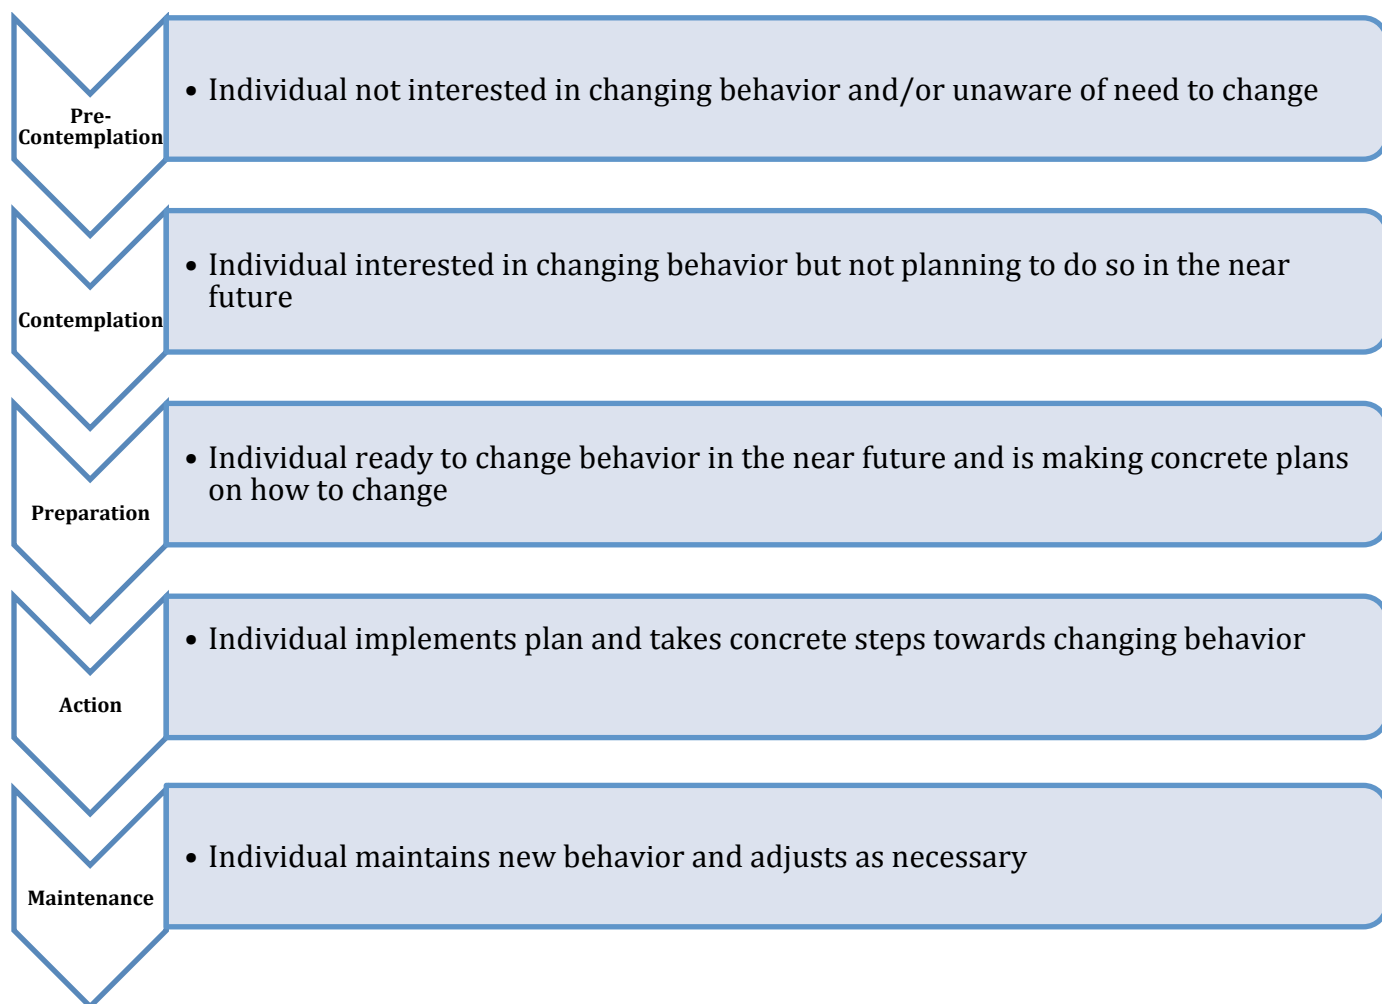 Pre-
Contemplation
• Individual not interested in changing behavior and/or unaware of need to change
Contemplation
• Individual interested in changing behavior but not planning to do so in the near
future
Preparation
• Individual ready to change behavior in the near future and is making concrete plans
on how to change
Action
• Individual implements plan and takes concrete steps towards changing behavior
Maintenance
• Individual maintains new behavior and adjusts as necessary